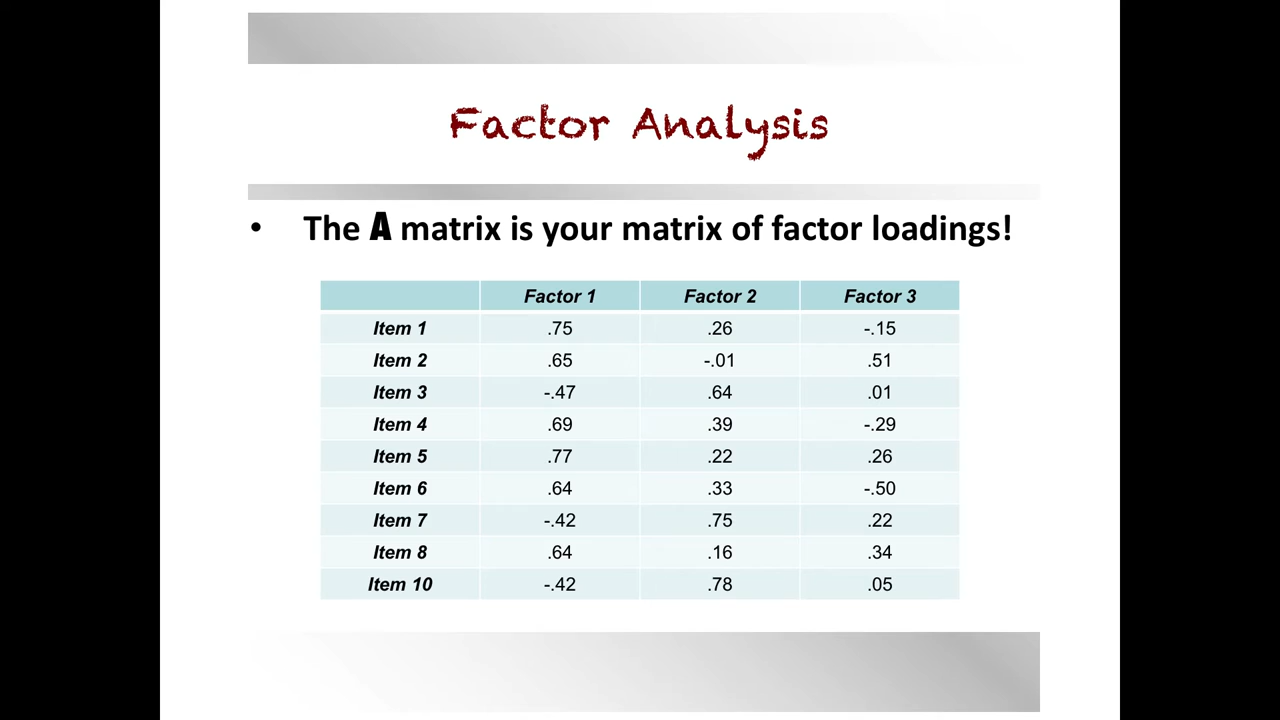 Factor Analysis
• The A matrix is your matrix of factor loadings!
Factor 1 Factor 2 Factor 3
Item 1 .75 .26 -.15
Item 2 .65 -.01 .51
Item 3 -.47 .64 .01
Item 4 .69 .39 -.29
Item 5 .77 .22 .26
Item 6 .64 .33 -.50
Item 7 -.42 .75 .22
Item 8 .64 .16 .34
Item 10 -.42 .78 .05